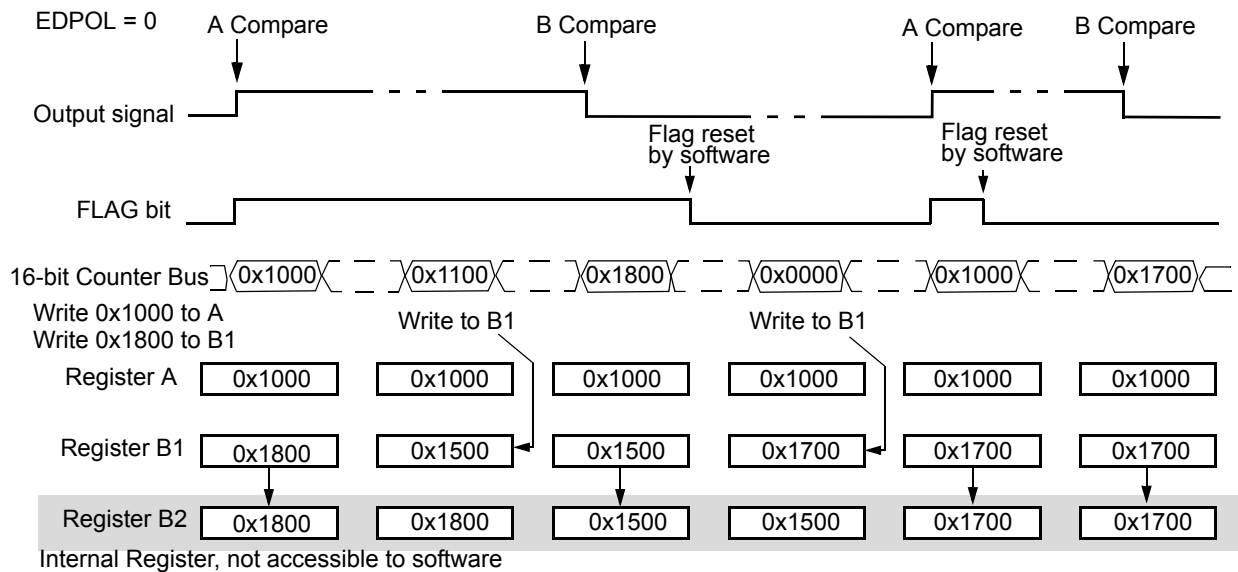 EDPOL = 0
A Compare
B Compare
A Compare
B Compare
Output signal
Flag reset
by software
Flag reset
by software
FLAG bit
16-bit Counter Bus
0x1000
0x1100
0x1800
0x0000
0x1000
0x1700
Write 0x1000 to A
Write 0x1800 to B1
Write to B1
Write to B1
Register A
0x1000
0x1000
0x1000
0x1000
0x1000
0x1000
Register B1
0x1800
0x1500
0x1500
0x1700
0x1700
0x1700
Register B2
0x1800
0x1800
0x1500
0x1500
0x1700
0x1700
Internal Register, not accessible to software